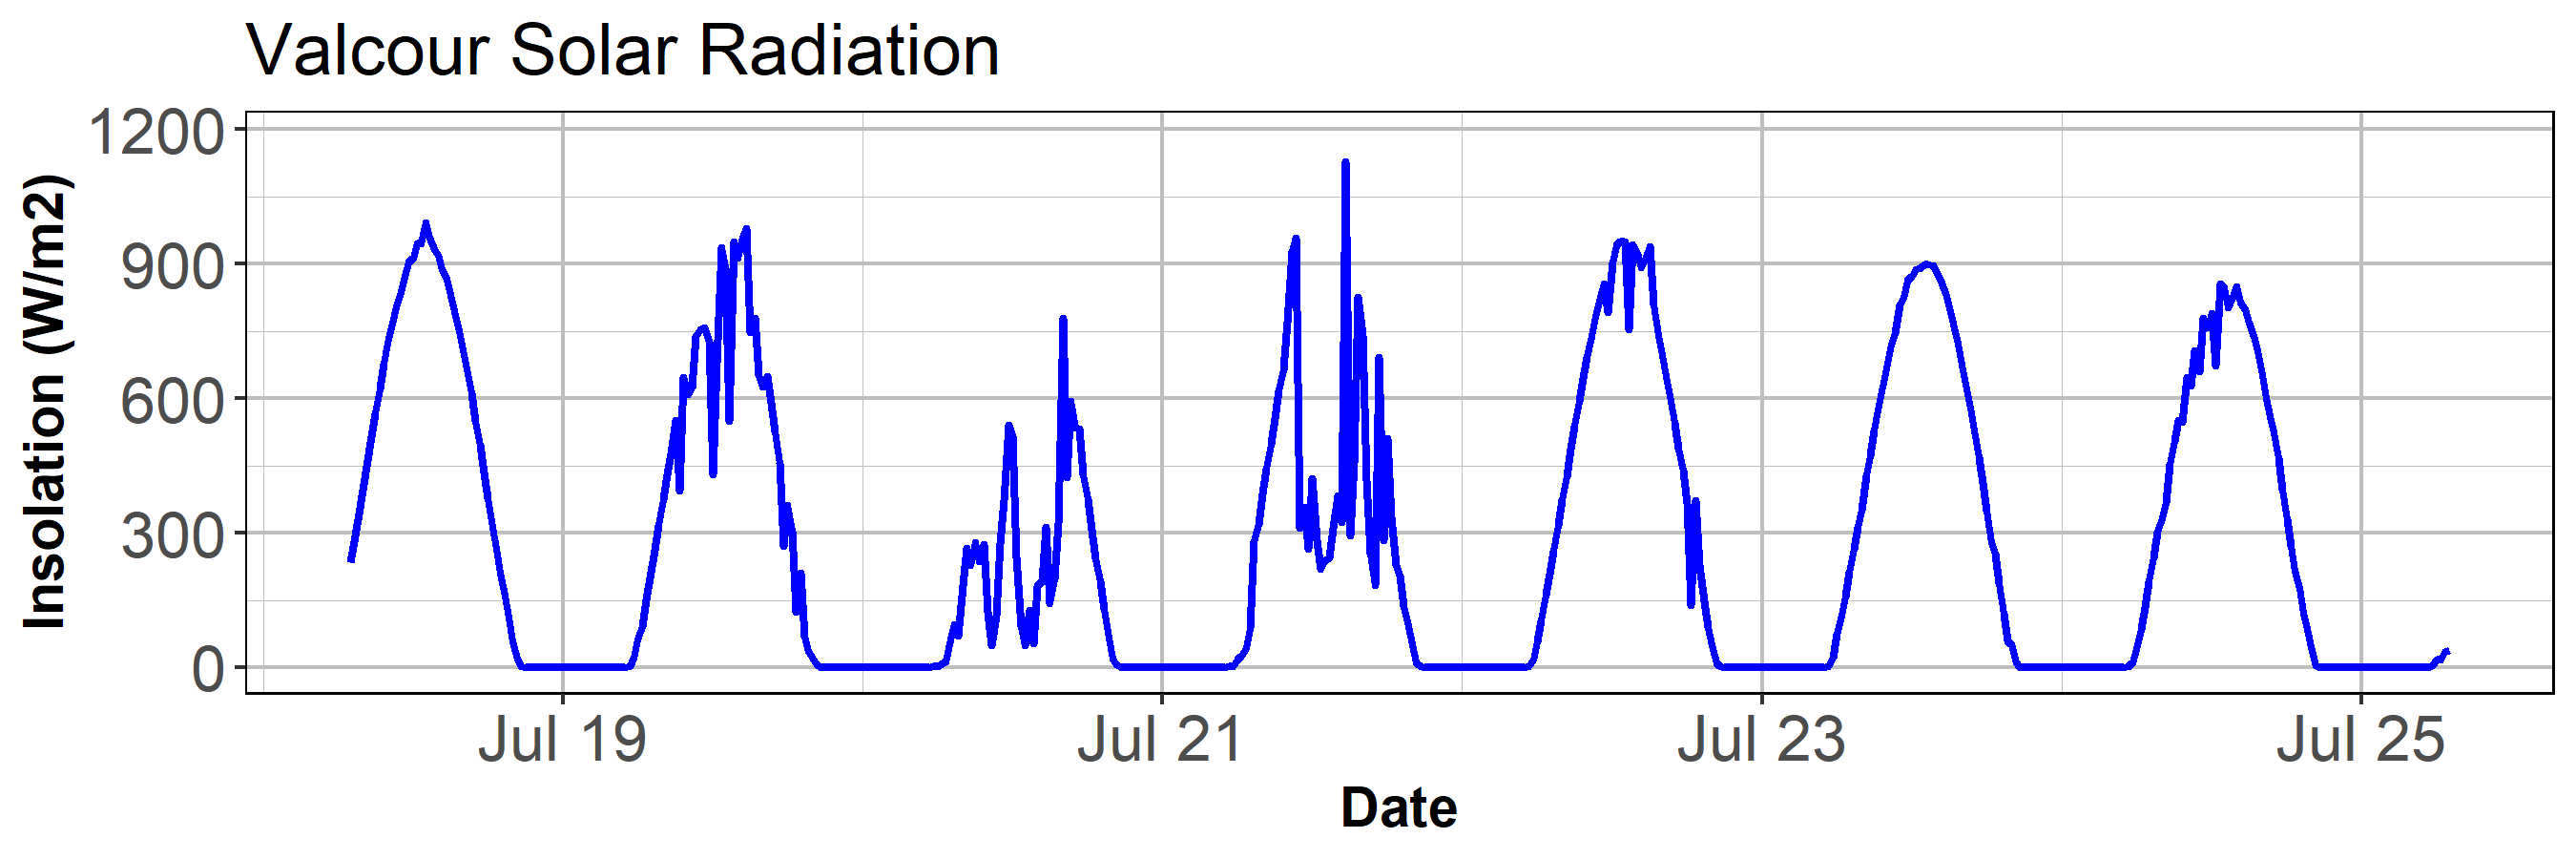 Valcour Solar Radiation
1200
900
600
300
0
Insolation (W/m2)
Jul 19 Jul 21 Jul 23 Jul 25
Date